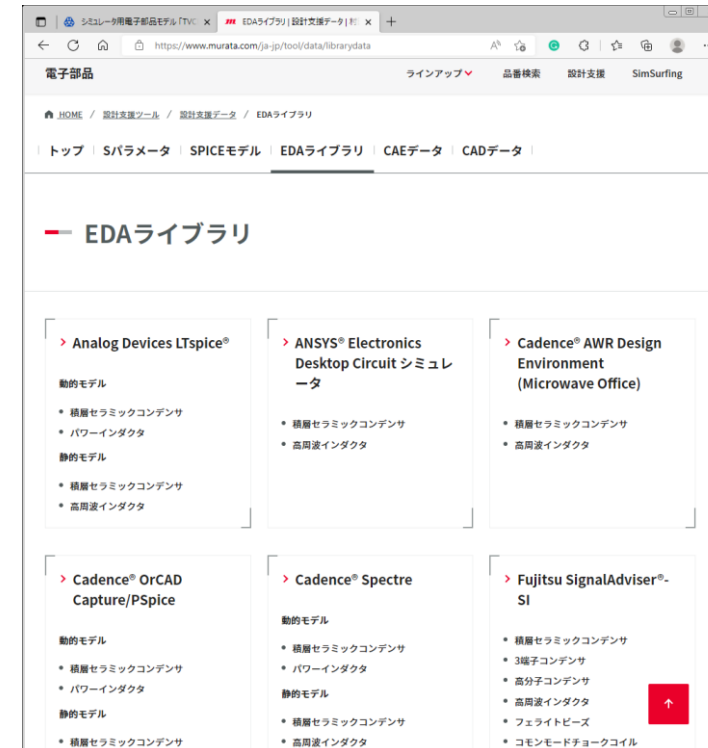 シミュレータ用電子部品モデル「TVC
EDAライブラリ | 設計支援データ | 村
https://www.murata.com/ja-jp/tool/data/librarydata
電子部品
ラインアップ
品番検索
設計支援
SimSurfing
HOME / 設計支援ツール / 設計支援データ / EDAライブラリ
トップ
Sパラメータ
SPICEモデル
EDAライブラリ
CAEデータ
CADデータ
EDAライブラリ
Analog Devices LTspice®
動的モデル
• 積層セラミックコンデンサ
• パワーインダクタ
静的モデル
• 積層セラミックコンデンサ
• 高周波インダクタ
ANSYS® Electronics
Desktop Circuit シミュレ
ータ
• 積層セラミックコンデンサ
• 高周波インダクタ
Cadence® AWR Design
Environment
(Microwave Office)
• 積層セラミックコンデンサ
• 高周波インダクタ
Cadence® OrCAD
Capture/PSpice
動的モデル
• 積層セラミックコンデンサ
• パワーインダクタ
静的モデル
• 積層セラミックコンデンサ
Cadence® Spectre
動的モデル
• 積層セラミックコンデンサ
• パワーインダクタ
静的モデル
• 積層セラミックコンデンサ
• 高周波インダクタ
Fujitsu SignalAdviser®-
SI
• 積層セラミックコンデンサ
• 3端子コンデンサ
• 高分子コンデンサ
• 高周波インダクタ
• フェライトビーズ
• コモンモードチョークコイル